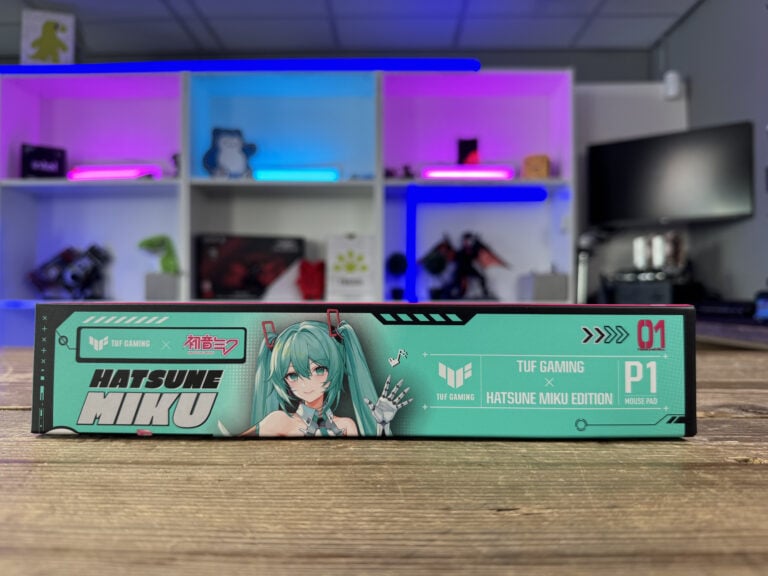 TUF GAMING
×
初音ミク
HATSUNE
MIKU
TUF GAMING
TUF GAMING
×
HATSUNE MIKU EDITION
P1
MOUSE PAD
01